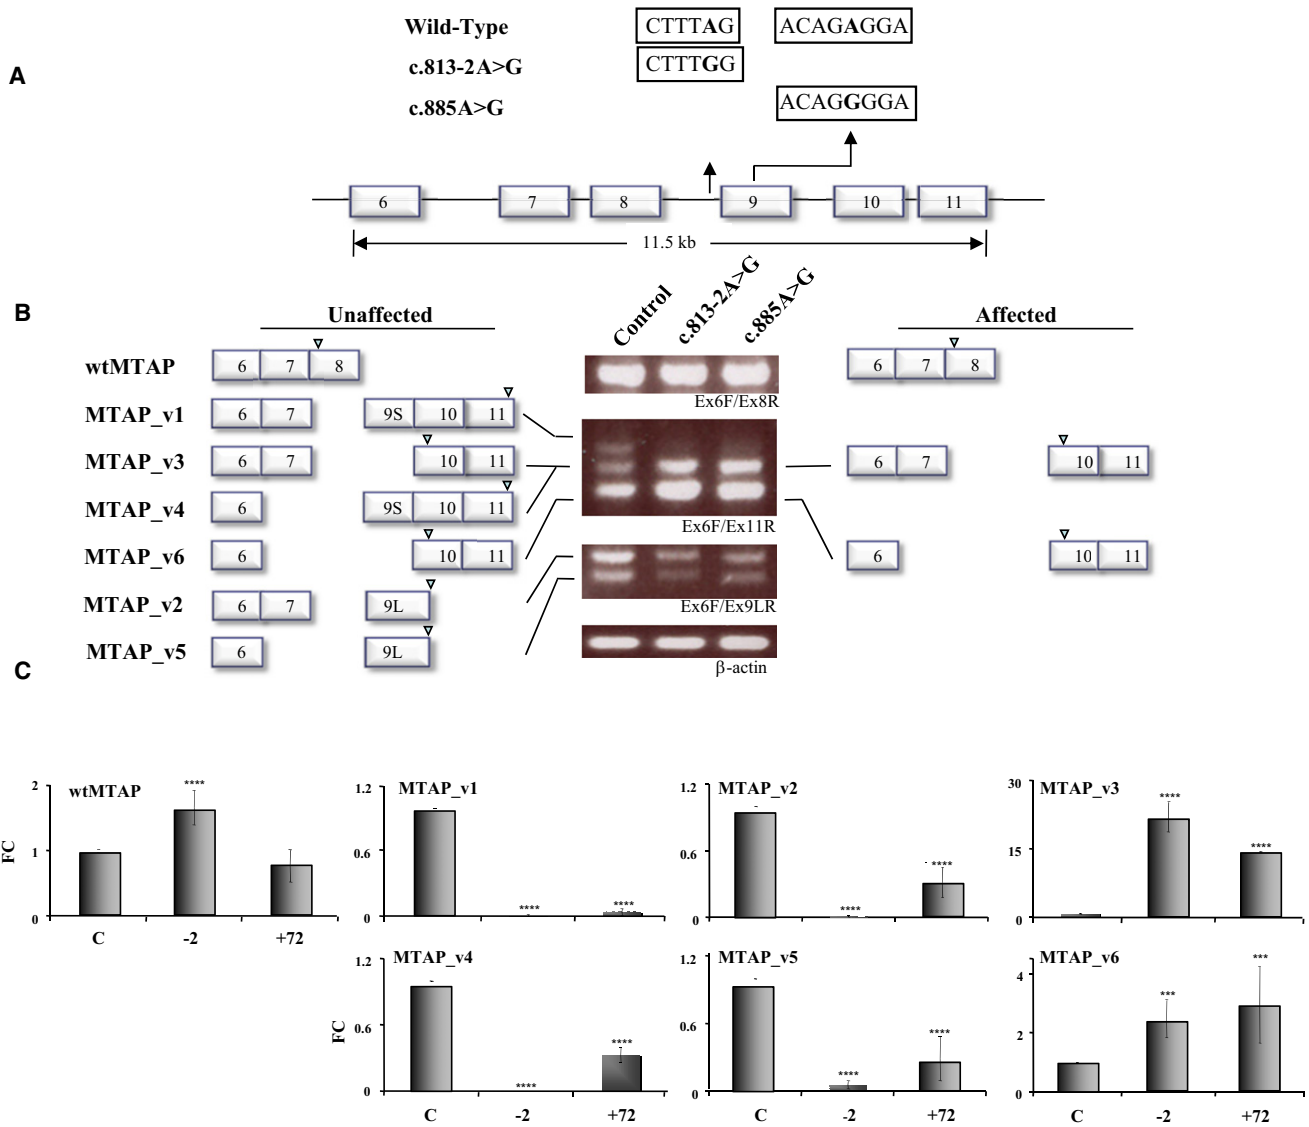 A
Wild-Type CTTTAG ACAGAGGA
c.813-2A>G CTTTGG
c.885A>G ACAGGGGA
6 7 8 9 10 11
11.5 kb
B
Unaffected
Control c.813-2A>G c.885A>G
Affected
wtMTAP 6 7 8
Ex6F/Ex8R
6 7 8
MTAP_v1 6 7 9S 10 11
MTAP_v3 6 7 10 11
6 7 10 11
MTAP_v4 6 9S 10 11
Ex6F/Ex11R
MTAP_v6 6 10 11
6 10 11
MTAP_v2 6 7 9L
Ex6F/Ex9LR
MTAP_v5 6 9L
β-actin
C
wtMTAP
FC
2
1
0
****
C -2 +72
MTAP_v1
1.2
0.6
0
**** ****
MTAP_v2
1.2
0.6
0
**** ****
MTAP_v3
30
15
0
**** ****
MTAP_v4
FC
1.2
0.6
0
**** ****
C -2 +72
MTAP_v5
1.2
0.6
0
**** ****
C -2 +72
MTAP_v6
4
2
0
*** ***
C -2 +72